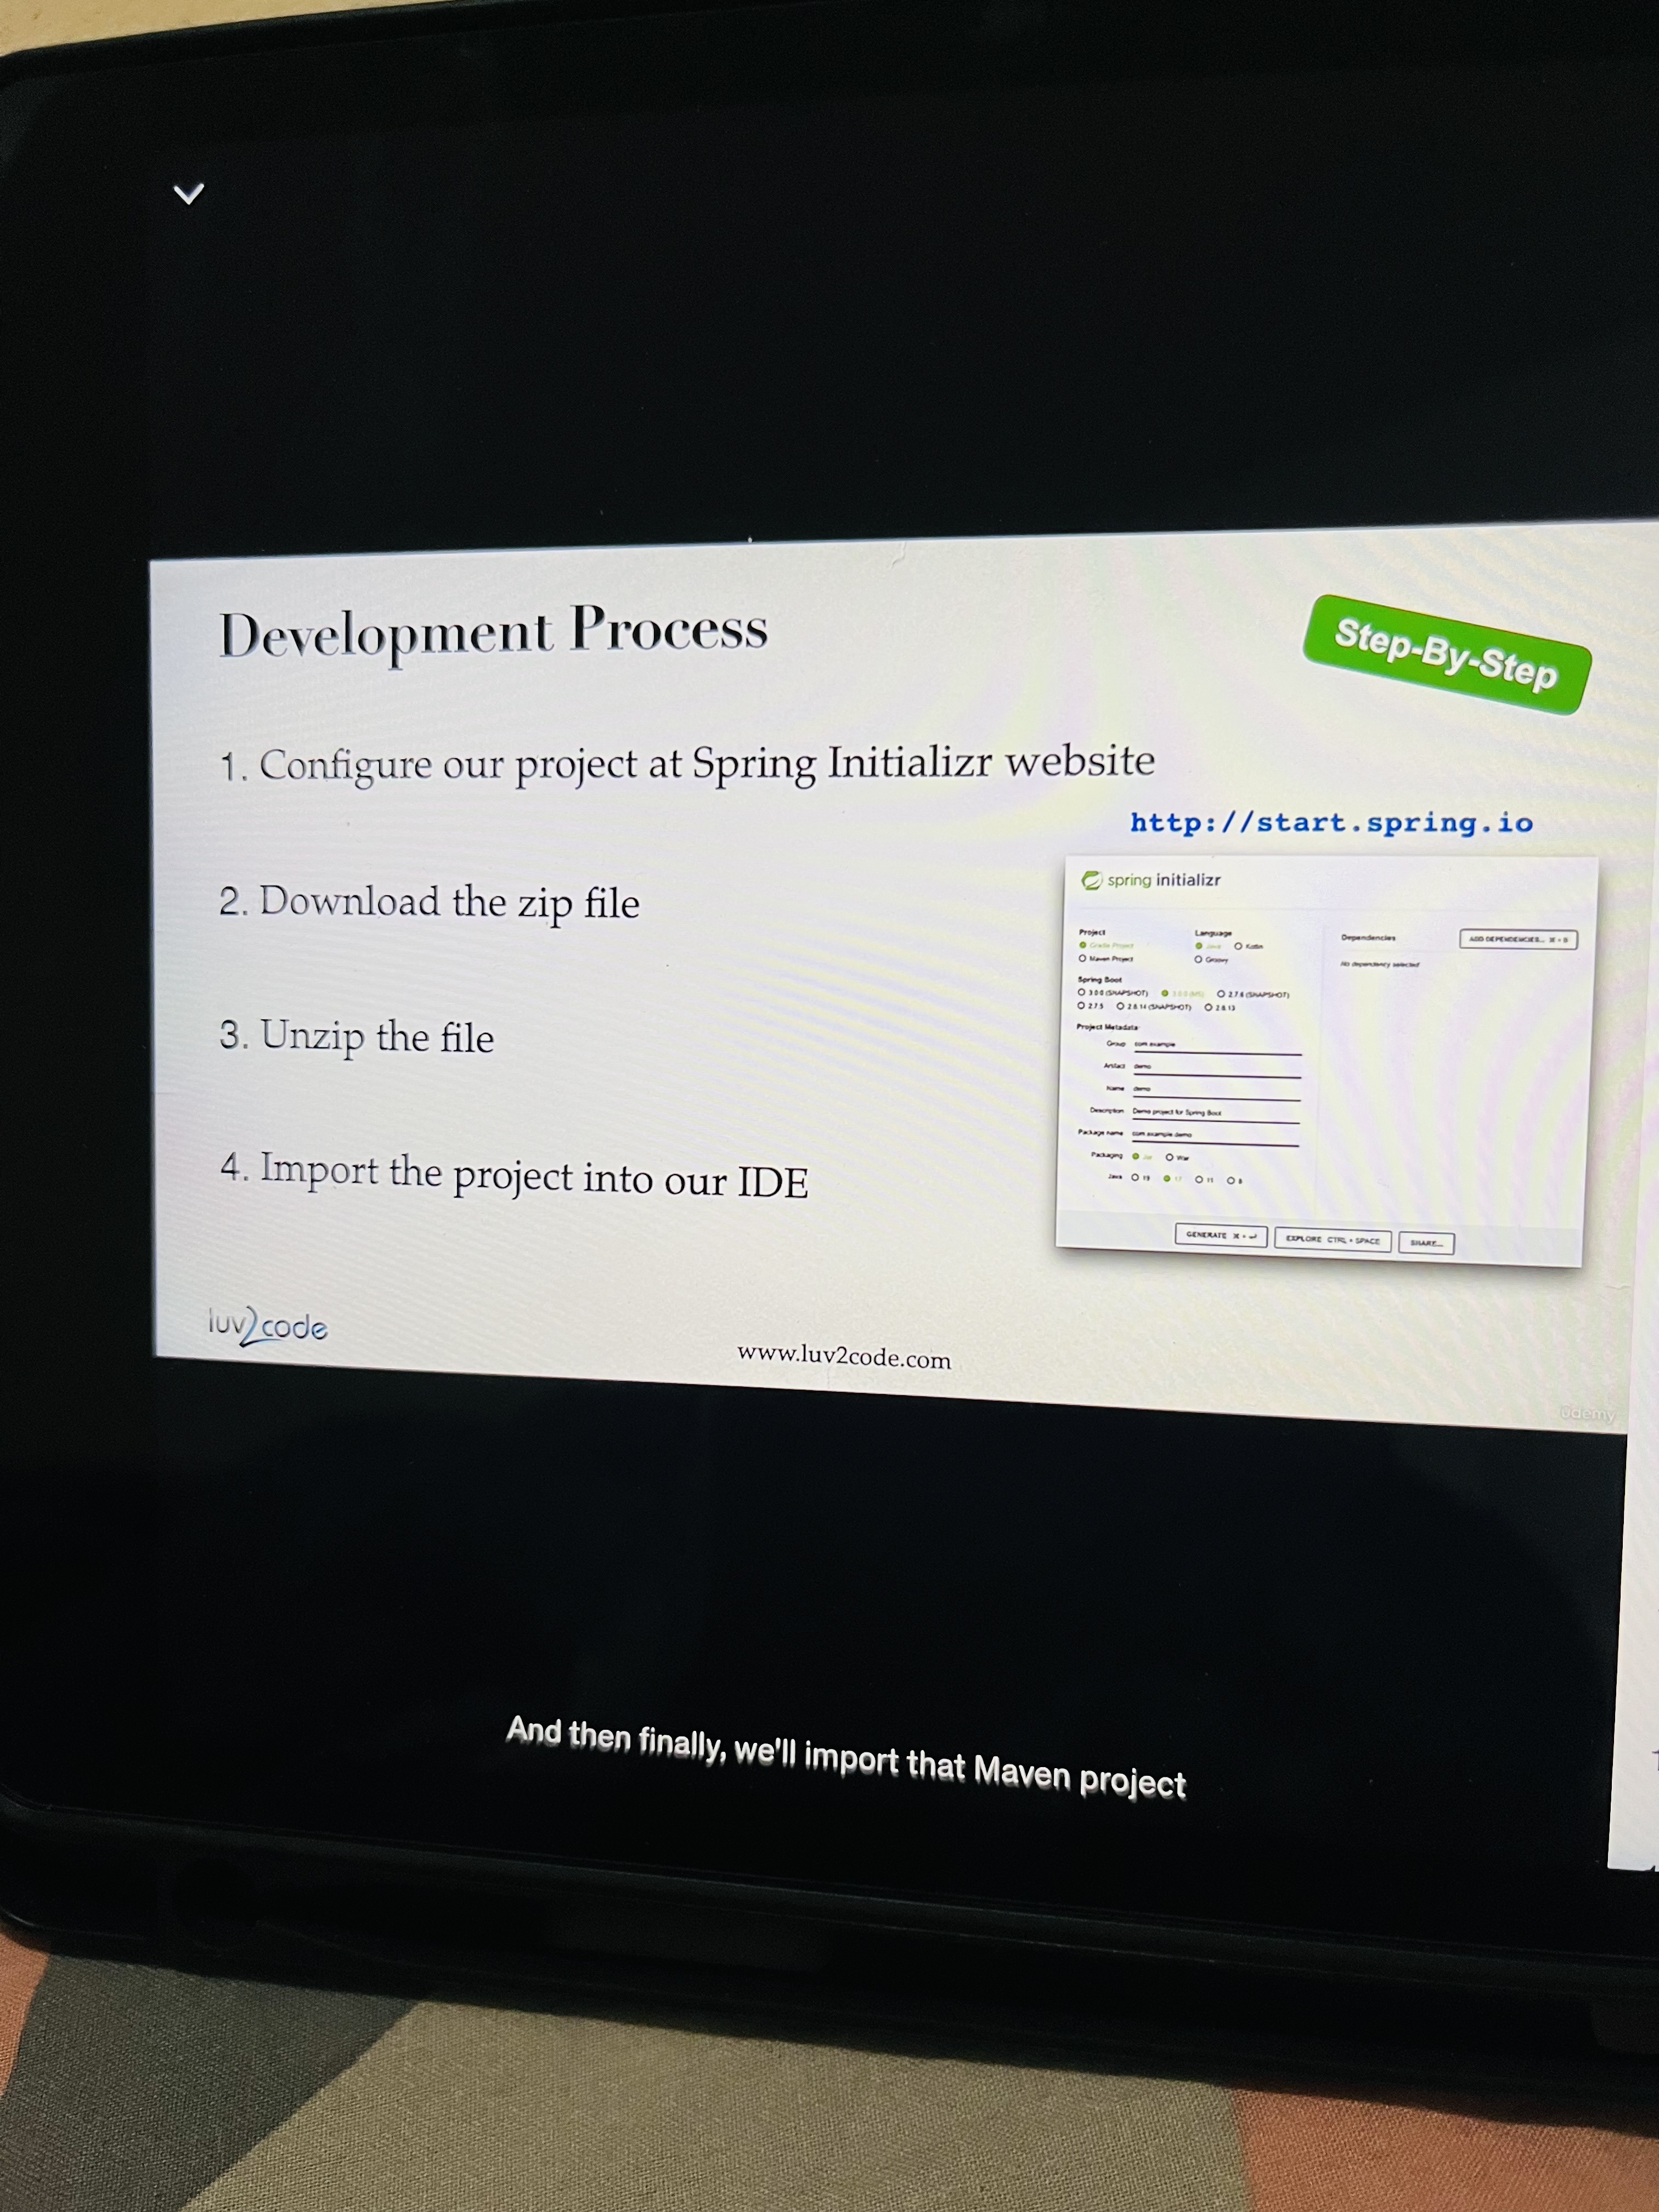 Development Process
Step-By-Step
1. Configure our project at Spring Initializr website
http://start.spring.io
2. Download the zip file
3. Unzip the file
4. Import the project into our IDE
spring initializr
Project
Gradle Project
Maven Project
Language
Java Kotlin
Groovy
Dependencies
ADD DEPENDENCIES... ⌘ + B
No dependency selected
Spring Boot
3.0.0 (SNAPSHOT) 2.7.6 (SNAPSHOT)
2.7.5 2.6.14 (SNAPSHOT) 2.6.13
Project Metadata
Group com.example
Artifact demo
Name demo
Description Demo project for Spring Boot
Package name com.example.demo
Packaging Jar War
Java 19 17 11 8
GENERATE ⌘ + ↵
EXPLORE CTRL + SPACE
SHARE...
luv2code
www.luv2code.com
udemy
And then finally, we'll import that Maven project